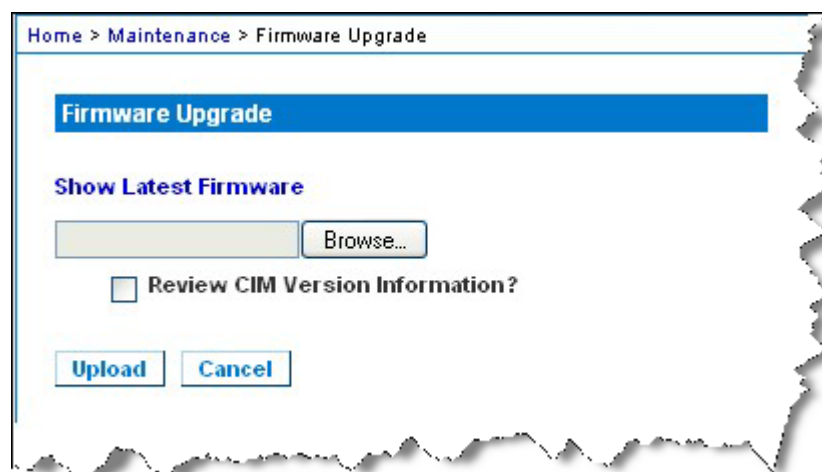 Home > Maintenance > Firmware Upgrade
Firmware Upgrade
Show Latest Firmware
Browse...
Review CIM Version Information?
Upload Cancel